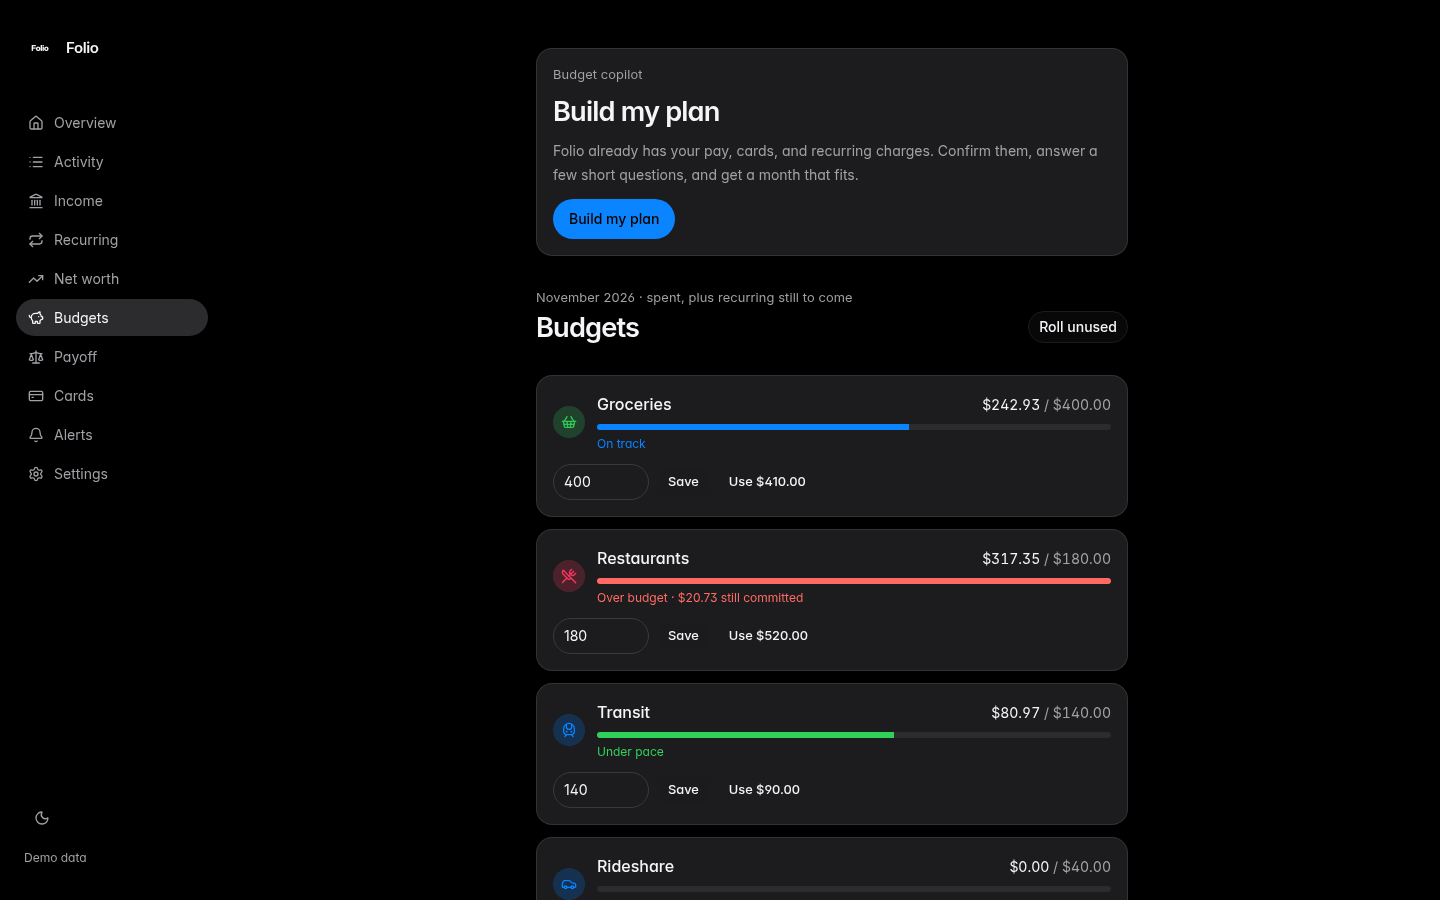 Folio
Folio
Overview
Activity
Income
Recurring
Net worth
Budgets
Payoff
Cards
Alerts
Settings
Demo data
Budget copilot
Build my plan
Folio already has your pay, cards, and recurring charges. Confirm them, answer a
few short questions, and get a month that fits.
Build my plan
November 2026 · spent, plus recurring still to come
Budgets
Roll unused
Groceries
$242.93 / $400.00
On track
400
Save
Use $410.00
Restaurants
$317.35 / $180.00
Over budget · $20.73 still committed
180
Save
Use $520.00
Transit
$80.97 / $140.00
Under pace
140
Save
Use $90.00
Rideshare
$0.00 / $40.00